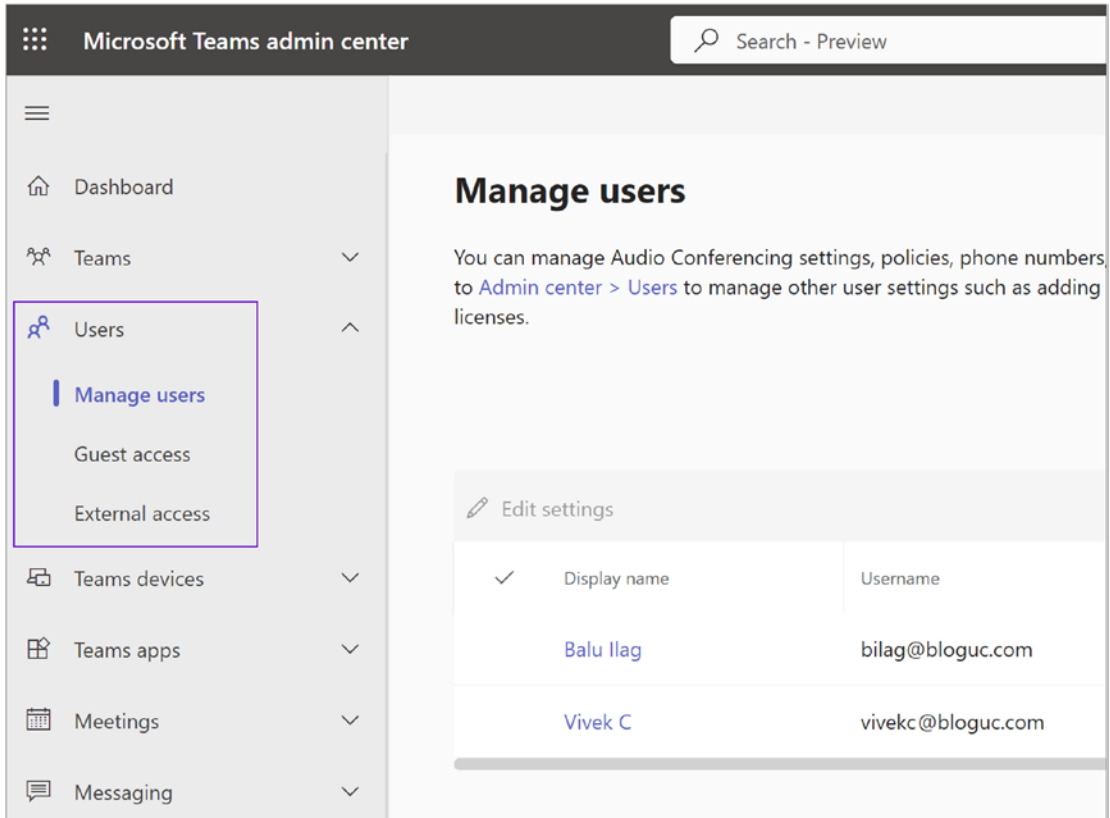 Microsoft Teams admin center
Search - Preview
Dashboard
Teams
Users
Manage users
Guest access
External access
Teams devices
Teams apps
Meetings
Messaging
Manage users
You can manage Audio Conferencing settings, policies, phone numbers,
to Admin center > Users to manage other user settings such as adding
licenses.
Edit settings
Display name Username
Balu Ilag bilag@bloguc.com
Vivek C vivekc@bloguc.com